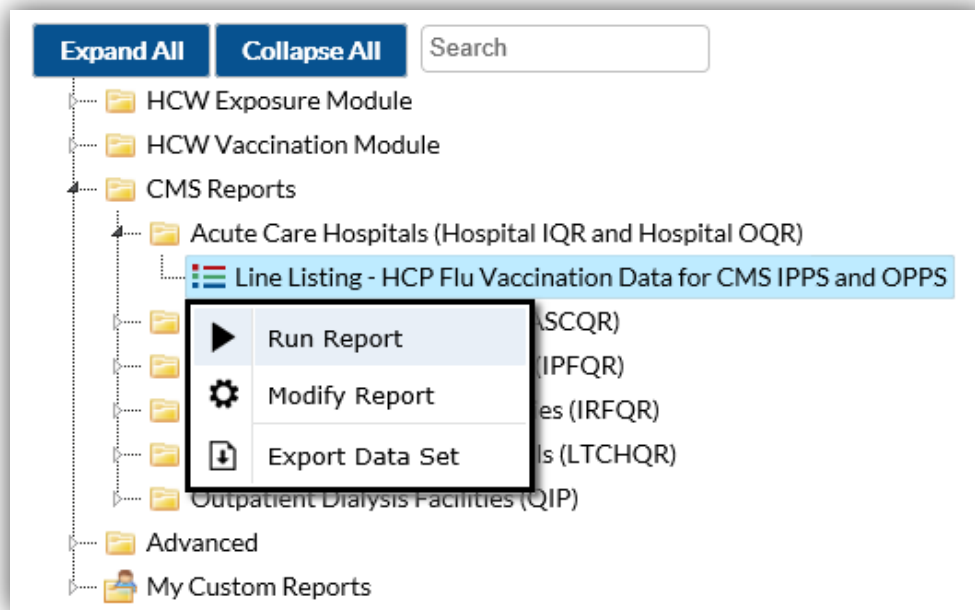 Expand All Collapse All Search
HCW Exposure Module
HCW Vaccination Module
CMS Reports
Acute Care Hospitals (Hospital IQR and Hospital OQR)
Line Listing - HCP Flu Vaccination Data for CMS IPPS and OPPS
Run Report ASCQR)
(IPFQR)
Modify Report es (IRFQR)
Export Data Set ls (LTCHQR)
Outpatient Dialysis Facilities (QIP)
Advanced
My Custom Reports